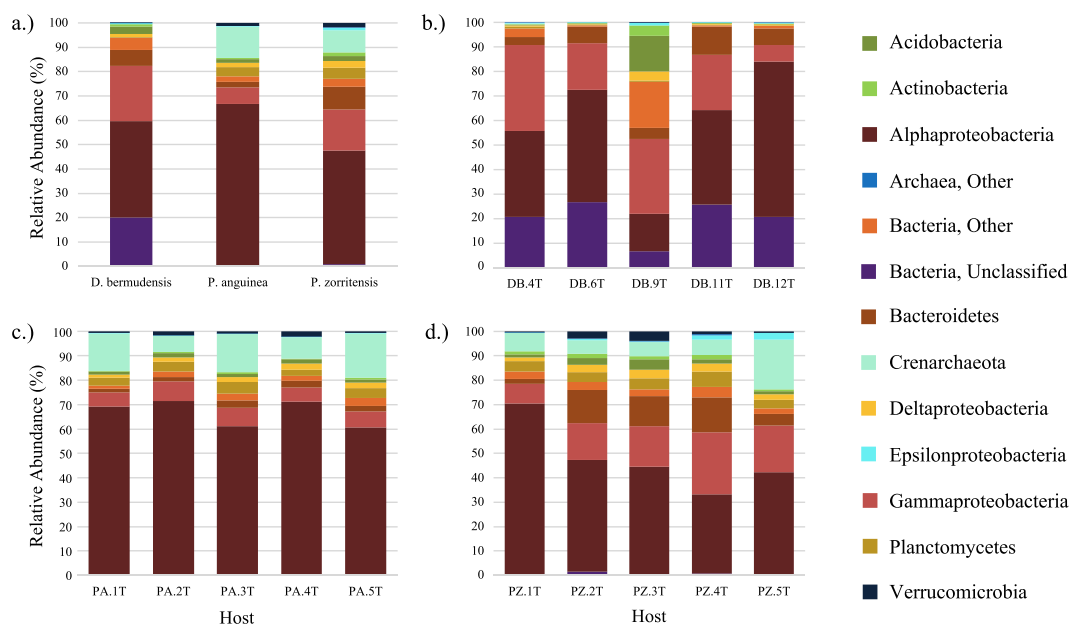 a.)
100
90
80
70
60
50
40
30
20
10
0
Relative Abundance (%)
D. bermudensis P. anguinea P. zorritensis
b.)
100
90
80
70
60
50
40
30
20
10
0
DB.4T DB.6T DB.9T DB.11T DB.12T
c.)
100
90
80
70
60
50
40
30
20
10
0
Relative Abundance (%)
PA.1T PA.2T PA.3T PA.4T PA.5T
Host
d.)
100
90
80
70
60
50
40
30
20
10
0
PZ.1T PZ.2T PZ.3T PZ.4T PZ.5T
Host
Acidobacteria
Actinobacteria
Alphaproteobacteria
Archaea, Other
Bacteria, Other
Bacteria, Unclassified
Bacteroidetes
Crenarchaeota
Deltaproteobacteria
Epsilonproteobacteria
Gammaproteobacteria
Planctomycetes
Verrucomicrobia